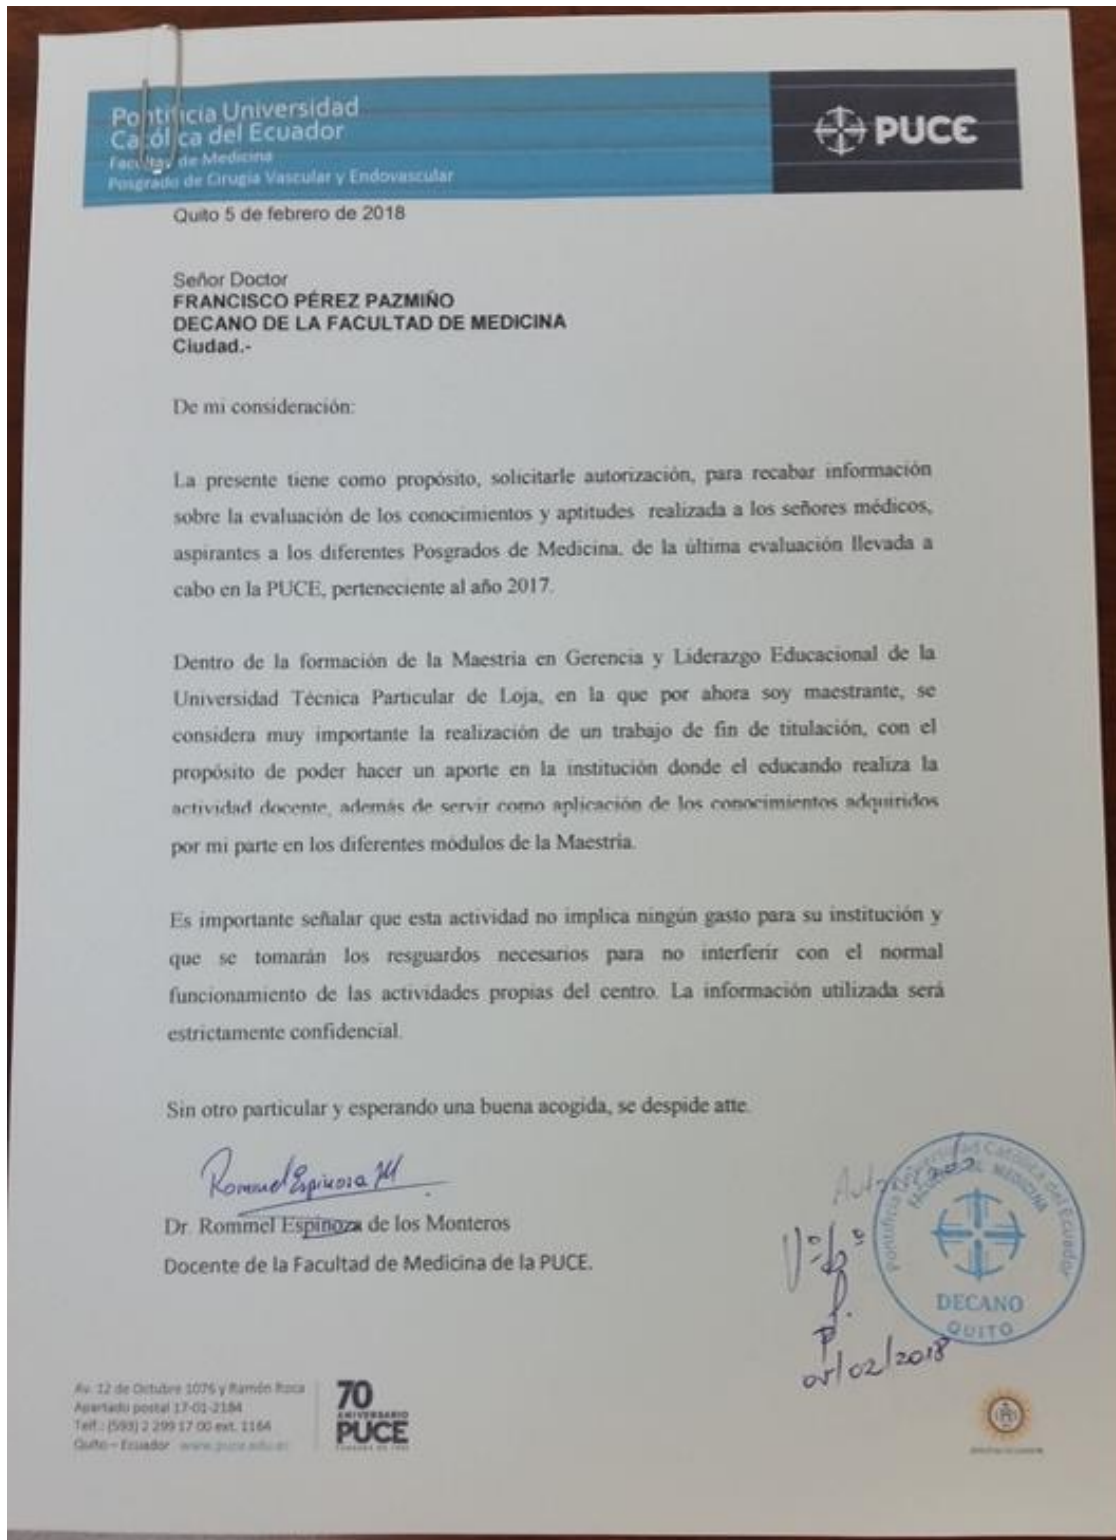 Pontificia Universidad
Católica del Ecuador
Facultad de Medicina
Posgrado de Cirugía Vascular y Endovascular
PUCE
Quito 5 de febrero de 2018
Señor Doctor
FRANCISCO PÉREZ PAZMIÑO
DECANO DE LA FACULTAD DE MEDICINA
Ciudad.-
De mi consideración:
La presente tiene como propósito, solicitarle autorización, para recabar información
sobre la evaluación de los conocimientos y aptitudes realizada a los señores médicos,
aspirantes a los diferentes Posgrados de Medicina, de la última evaluación llevada a
cabo en la PUCE, perteneciente al año 2017.
Dentro de la formación de la Maestría en Gerencia y Liderazgo Educacional de la
Universidad Técnica Particular de Loja, en la que por ahora soy maestrante, se
considera muy importante la realización de un trabajo de fin de titulación, con el
propósito de poder hacer un aporte en la institución donde el educando realiza la
actividad docente, además de servir como aplicación de los conocimientos adquiridos
por mi parte en los diferentes módulos de la Maestría.
Es importante señalar que esta actividad no implica ningún gasto para su institución y
que se tomarán los resguardos necesarios para no interferir con el normal
funcionamiento de las actividades propias del centro. La información utilizada será
estrictamente confidencial.
Sin otro particular y esperando una buena acogida, se despide atte.
Rommel Espinosa M
Dr. Rommel Espinoza de los Monteros
Docente de la Facultad de Medicina de la PUCE.
Pontificia Universidad Católica del Ecuador
FACULTAD DE MEDICINA
DECANO
QUITO
/02/2018
Av. 12 de Octubre 1076 y Ramón Roca
Apartado postal 17-01-2184
Telf.: (593) 2 299 17 00 ext. 1164
Quito – Ecuador www.puce.edu.ec
70
ANIVERSARIO
PUCE